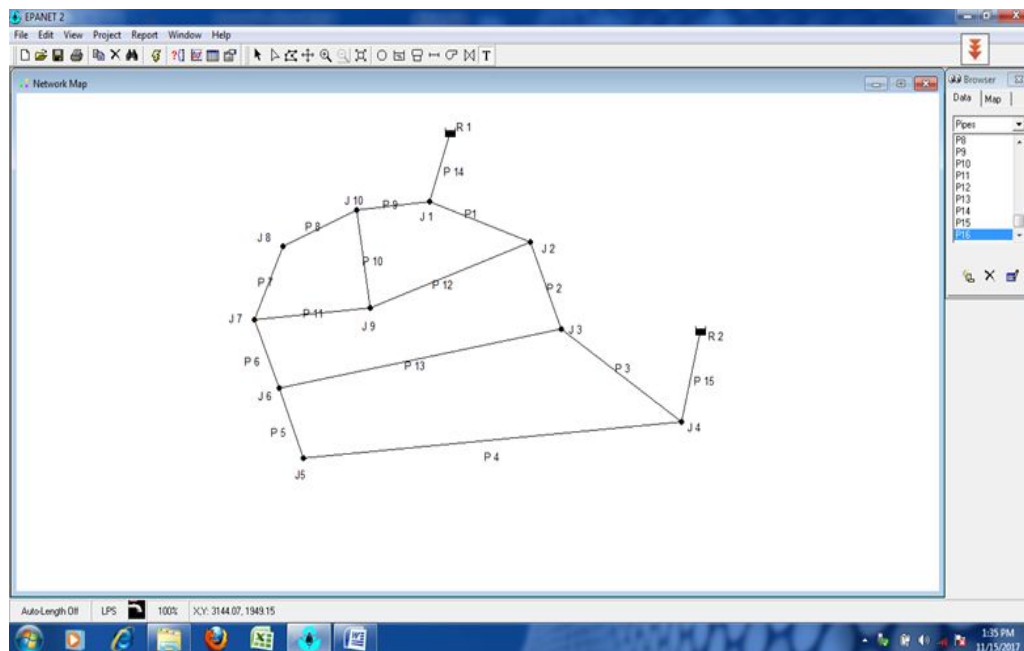 EPANET 2
File Edit View Project Report Window Help
T
Network Map
Browser
Data Map
Pipes
P8
P9
P10
P11
P12
P13
P14
P15
P16
R 1
P 14
J 10
P 9
J 1
P1
P 8
J 8
J 2
P 10
P 7
P 12
P 2
P 11
J 7
J 9
J 3
R 2
P 6
P 13
P 3
P 15
J 6
J 4
P 5
P 4
J5
Auto-Length Off LPS 100% X,Y: 3144.07, 1949.15
1:35 PM
11/15/2017